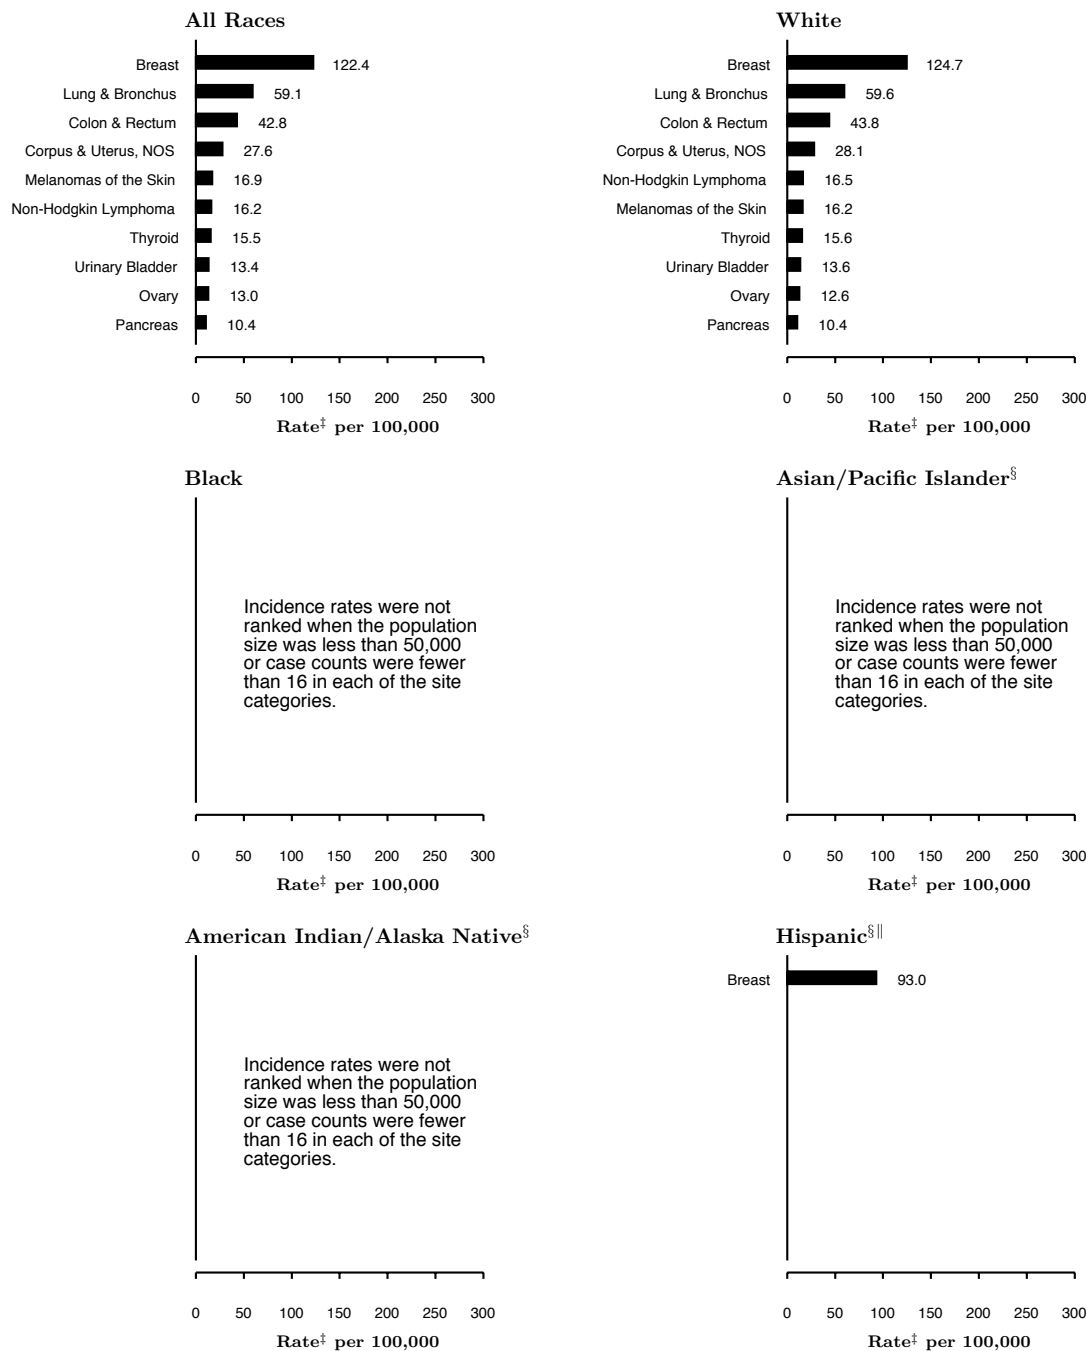 All Races
Breast 122.4
Lung & Bronchus 59.1
Colon & Rectum 42.8
Corpus & Uterus, NOS 27.6
Melanomas of the Skin 16.9
Non-Hodgkin Lymphoma 16.2
Thyroid 15.5
Urinary Bladder 13.4
Ovary 13.0
Pancreas 10.4
0 50 100 150 200 250 300
Rate‡ per 100,000
White
Breast 124.7
Lung & Bronchus 59.6
Colon & Rectum 43.8
Corpus & Uterus, NOS 28.1
Non-Hodgkin Lymphoma 16.5
Melanomas of the Skin 16.2
Thyroid 15.6
Urinary Bladder 13.6
Ovary 12.6
Pancreas 10.4
0 50 100 150 200 250 300
Rate‡ per 100,000
Black
Incidence rates were not
ranked when the population
size was less than 50,000
or case counts were fewer
than 16 in each of the site
categories.
0 50 100 150 200 250 300
Rate‡ per 100,000
Asian/Pacific Islander§
Incidence rates were not
ranked when the population
size was less than 50,000
or case counts were fewer
than 16 in each of the site
categories.
0 50 100 150 200 250 300
Rate‡ per 100,000
American Indian/Alaska Native§
Incidence rates were not
ranked when the population
size was less than 50,000
or case counts were fewer
than 16 in each of the site
categories.
0 50 100 150 200 250 300
Rate‡ per 100,000
Hispanic§‖
Breast 93.0
0 50 100 150 200 250 300
Rate‡ per 100,000